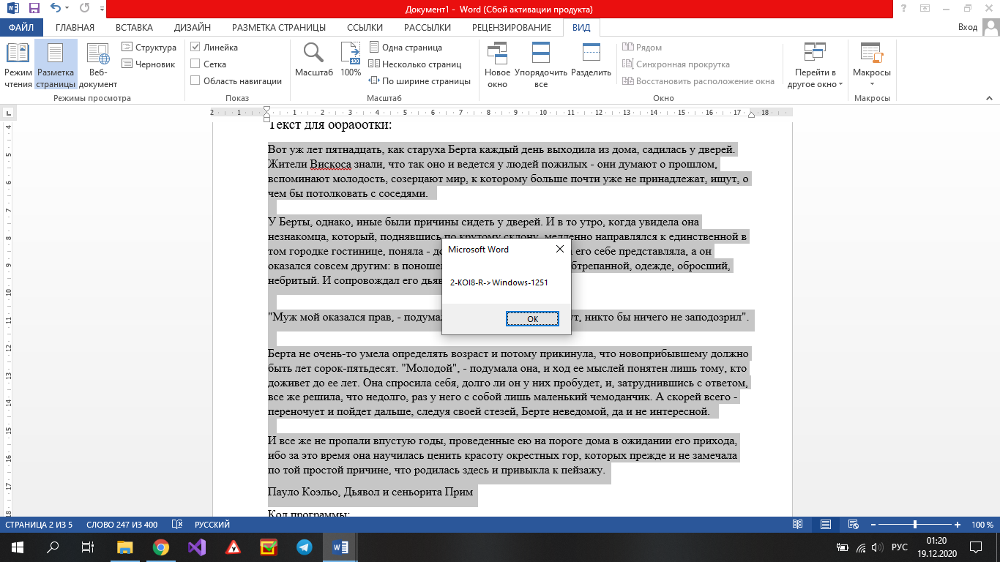 Документ1 - Word (Сбой активации продукта)
ФАЙЛ ГЛАВНАЯ ВСТАВКА ДИЗАЙН РАЗМЕТКА СТРАНИЦЫ ССЫЛКИ РАССЫЛКИ РЕЦЕНЗИРОВАНИЕ ВИД Вход
Режим чтения
Разметка страницы
Веб-документ
Структура
Черновик
Режимы просмотра
Линейка
Сетка
Область навигации
Показ
Масштаб
100%
Одна страница
Несколько страниц
По ширине страницы
Масштаб
Новое окно
Упорядочить все
Разделить
Рядом
Синхронная прокрутка
Восстановить расположение окна
Перейти в другое окно
Окно
Макросы
Макросы
2 1 1 2 3 4 5 6 7 8 9 10 11 12 13 14 15 16 17 18
4 5 6 7 8 9 10 11 12 13 14 15 16 17 18
Текст для обработки:
Вот уж лет пятнадцать, как старуха Берта каждый день выходила из дома, садилась у дверей.
Жители Вискоса знали, что так оно и ведется у людей пожилых - они думают о прошлом,
вспоминают молодость, созерцают мир, к которому больше почти уже не принадлежат, ищут, о
чем бы потолковать с соседями.
У Берты, однако, иные были причины сидеть у дверей. И в то утро, когда увидела она
незнакомца, который, поднявшись по крутому склону, медленно направлялся к единственной в
том городке гостинице, поняла - его себе представляла, а он
оказался совсем другим: в одежде, обросший,
небритый. И сопровождал его
"Муж мой оказался прав, - никто бы ничего не заподозрил".
Берта не очень-то умела определять возраст и потому прикинула, что новоприбывшему должно
быть лет сорок-пятьдесят. "Молодой", - подумала она, и ход ее мыслей понятен лишь тому, кто
доживет до ее лет. Она спросила себя, долго ли он у них пробудет, и, затруднившись с ответом,
все же решила, что недолго, раз у него с собой лишь маленький чемоданчик. А скорей всего -
переночует и пойдет дальше, следуя своей стезей, Берте неведомой, да и не интересной.
И все же не пропали впустую годы, проведенные ею на пороге дома в ожидании его прихода,
ибо за это время она научилась ценить красоту окрестных гор, которых прежде и не замечала
по той простой причине, что родилась здесь и привыкла к пейзажу.
Пауло Коэльо, Дьявол и сеньорита Прим
Код программы:
Microsoft Word
2-KOI8-R->Windows-1251
OK
СТРАНИЦА 2 ИЗ 5 СЛОВО 247 ИЗ 400 РУССКИЙ 100 %
РУС
01:20
19.12.2020